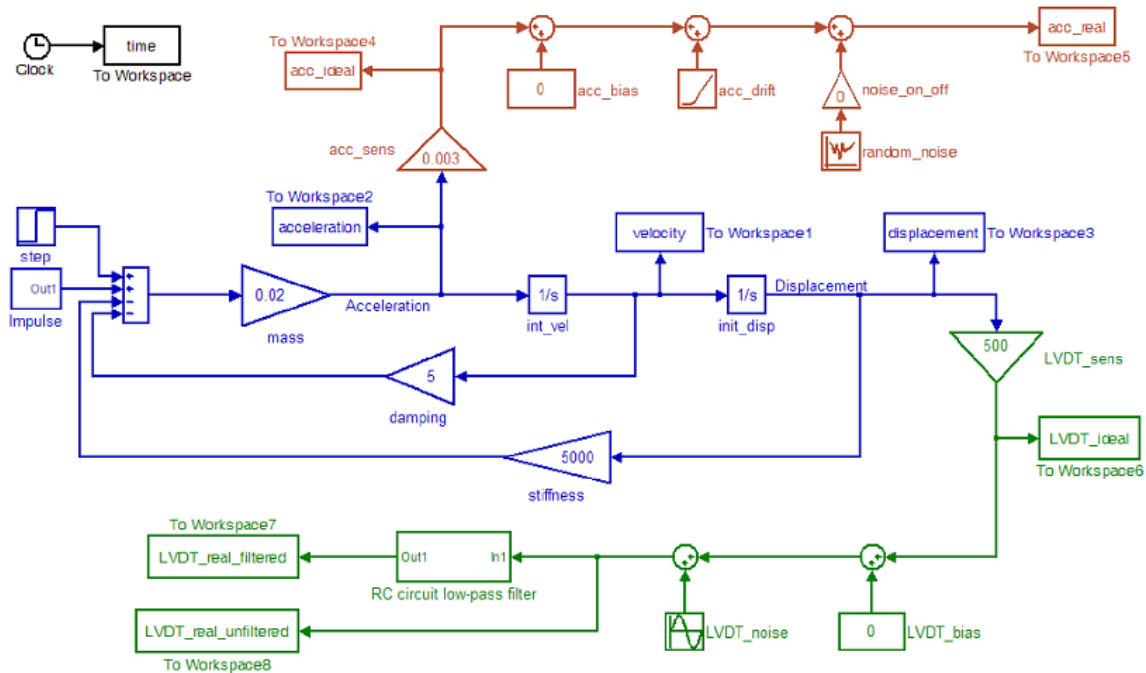 time
Clock
To Workspace
To Workspace4
acc_ideal
0
acc_bias
acc_drift
0
noise_on_off
random_noise
acc_real
To Workspace5
acc_sens
0.003
To Workspace2
acceleration
step
Out1
Impulse
0.02
mass
Acceleration
1/s
int_vel
velocity
To Workspace1
1/s
init_disp
Displacement
displacement
To Workspace3
5
damping
5000
stiffness
500
LVDT_sens
LVDT_ideal
To Workspace6
To Workspace7
LVDT_real_filtered
Out1
In1
RC circuit low-pass filter
LVDT_noise
0
LVDT_bias
LVDT_real_unfiltered
To Workspace8